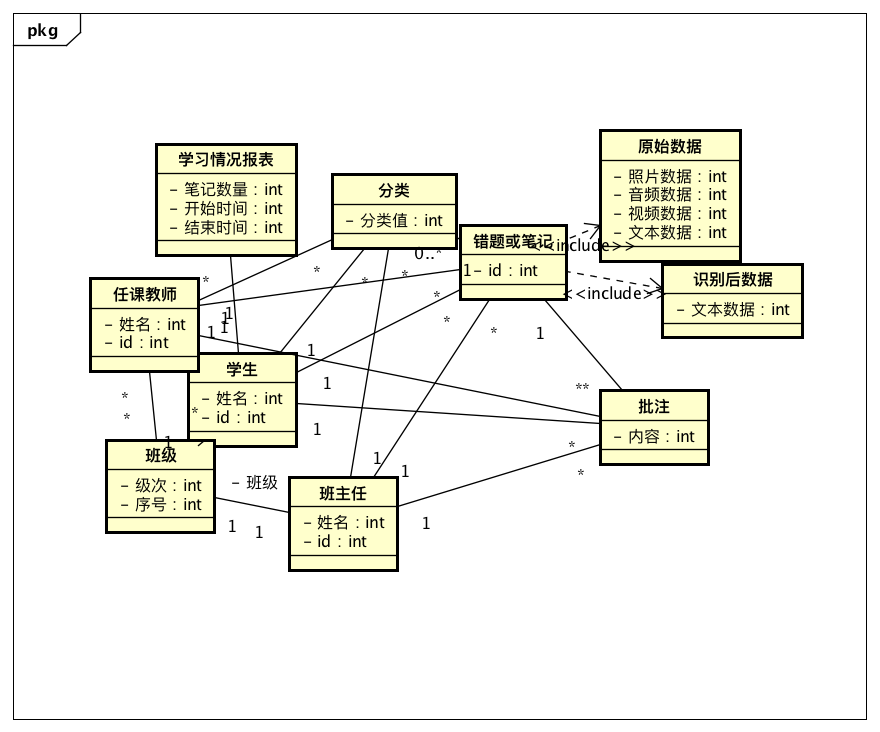 pkg
学习情况报表
- 笔记数量 : int
- 开始时间 : int
- 结束时间 : int
分类
- 分类值 : int
原始数据
- 照片数据 : int
- 音频数据 : int
- 视频数据 : int
- 文本数据 : int
错题或笔记
- id : int
<<include>>
0..*
1
识别后数据
- 文本数据 : int
<<include>>
任课教师
- 姓名 : int
- id : int
*
*
*
*
*
*
*
1
1
1
1
1
学生
- 姓名 : int
- id : int
1
1
**
*
*
*
批注
- 内容 : int
*
*
班级
- 级次 : int
- 序号 : int
1
- 班级
1
1
班主任
- 姓名 : int
- id : int
1
1
1
1